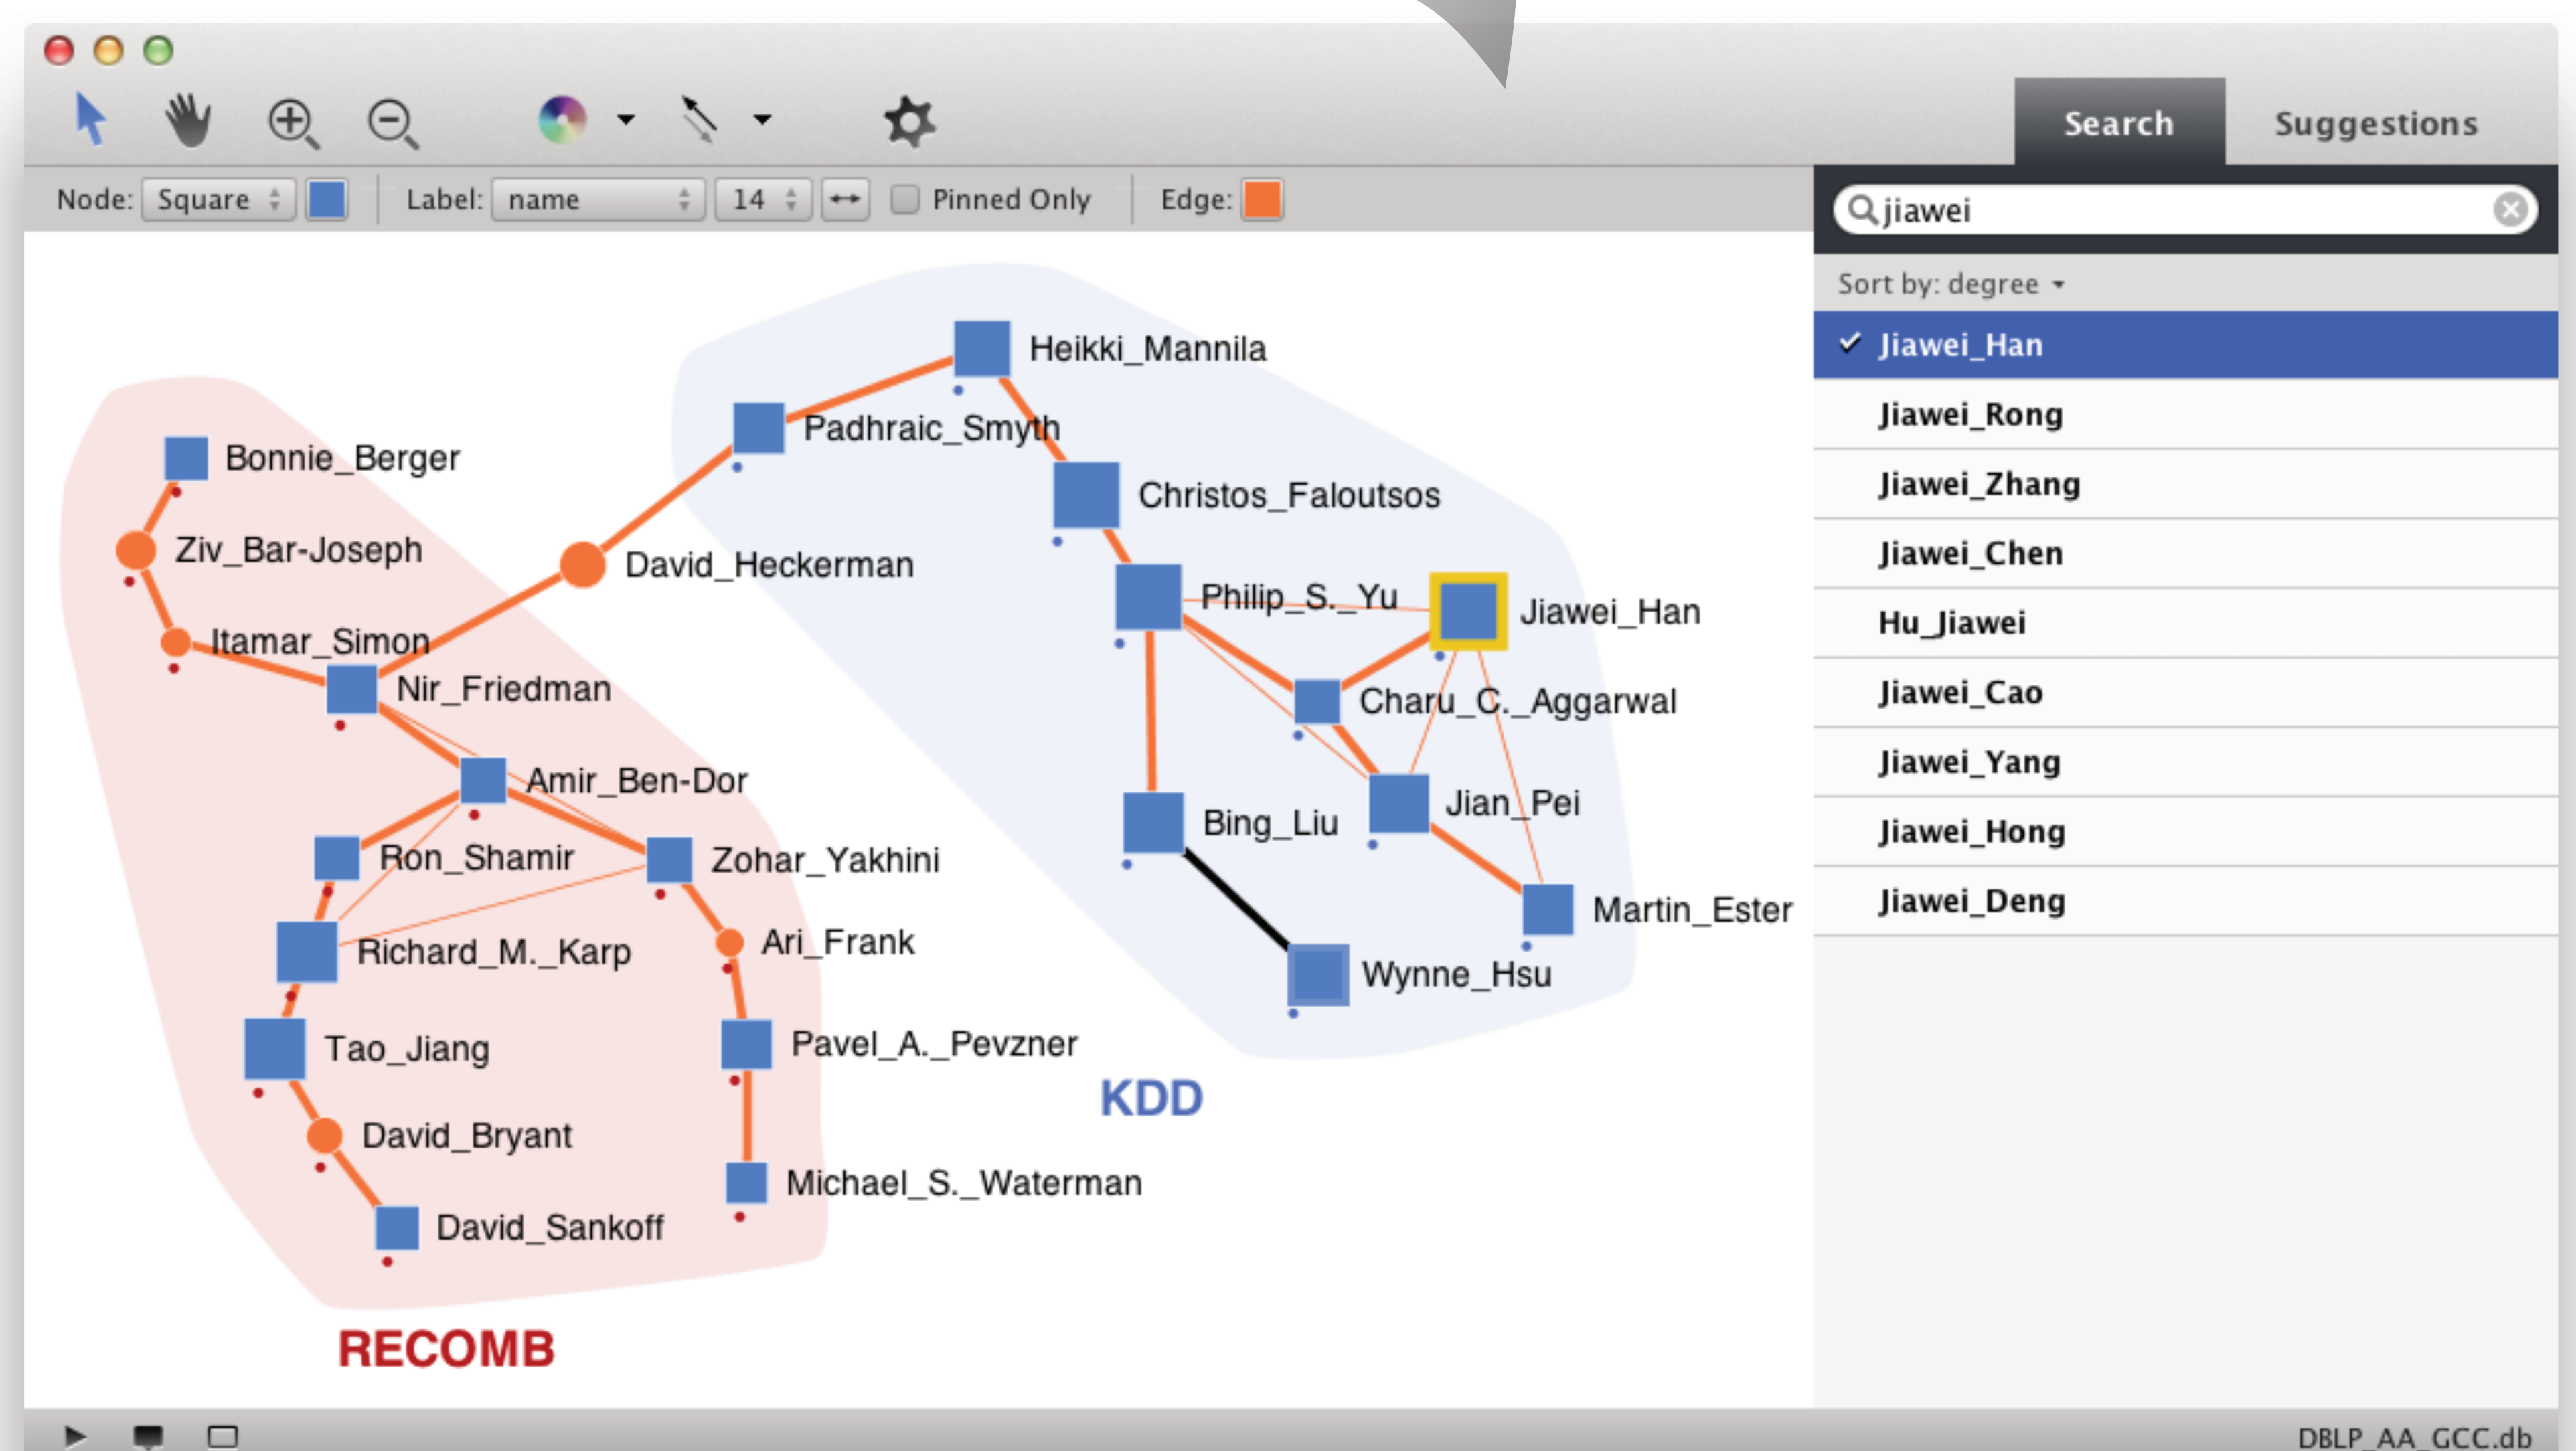 Search
Suggestions
Node: Square
Label: name
14
Pinned Only
Edge:
jiawei
Sort by: degree
Jiawei_Han
Jiawei_Rong
Jiawei_Zhang
Jiawei_Chen
Hu_Jiawei
Jiawei_Cao
Jiawei_Yang
Jiawei_Hong
Jiawei_Deng
Heikki_Mannila
Padhraic_Smyth
Bonnie_Berger
Christos_Faloutsos
Ziv_Bar-Joseph
David_Heckerman
Philip_S._Yu
Jiawei_Han
Itamar_Simon
Nir_Friedman
Charu_C._Aggarwal
Amir_Ben-Dor
Jian_Pei
Bing_Liu
Ron_Shamir
Zohar_Yakhini
Martin_Ester
Ari_Frank
Richard_M._Karp
Wynne_Hsu
Pavel_A._Pevzner
Tao_Jiang
KDD
David_Bryant
Michael_S._Waterman
David_Sankoff
RECOMB
DBLP_AA_GCC.db